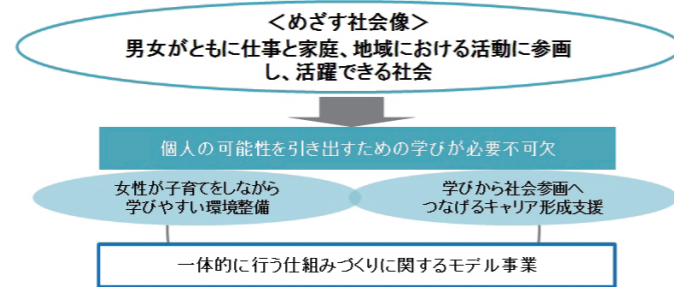 ＜めざす社会像＞
男女がともに仕事と家庭、地域における活動に参画
し、活躍できる社会
個人の可能性を引き出すための学びが必要不可欠
女性が子育てをしながら
学びやすい環境整備
学びから社会参画へ
つなげるキャリア形成支援
一体的に行う仕組みづくりに関するモデル事業